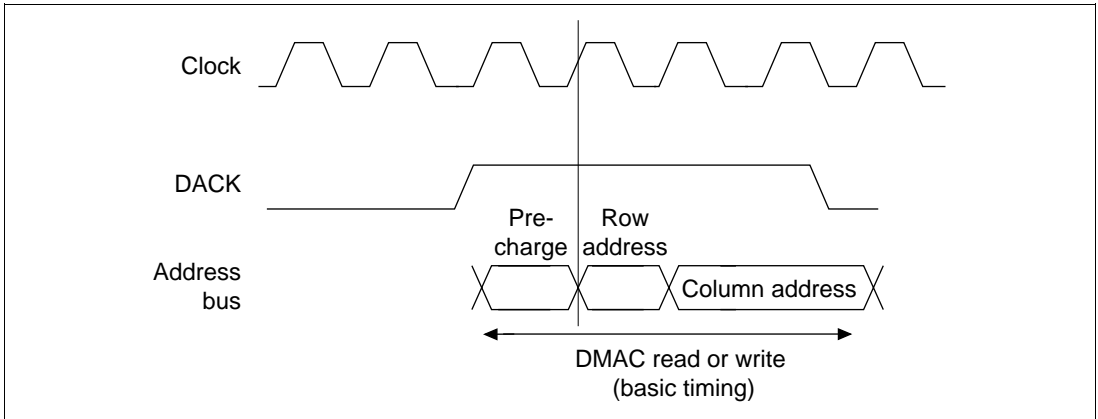 Clock
DACK
Pre-
charge
Row
address
Address
bus
Column address
DMAC read or write
(basic timing)